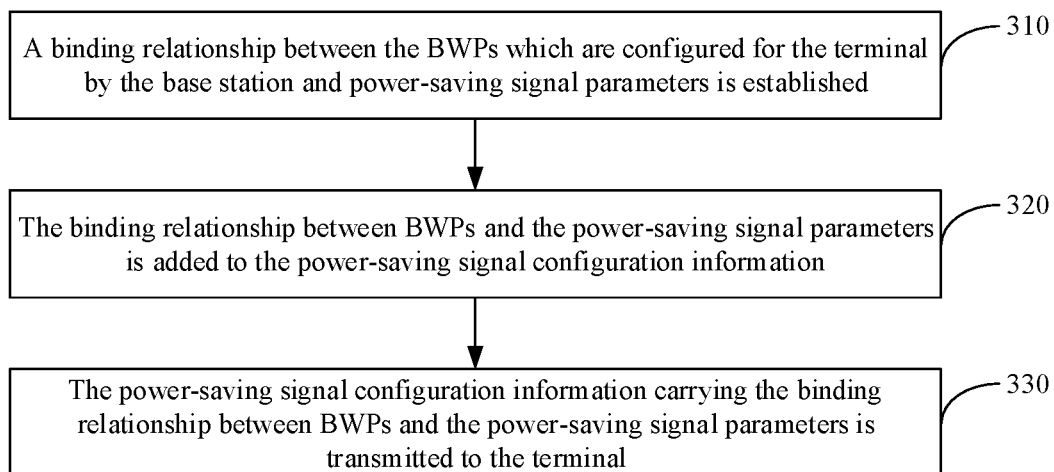 A binding relationship between the BWPs which are configured for the terminal
by the base station and power-saving signal parameters is established
310
The binding relationship between BWPs and the power-saving signal parameters
is added to the power-saving signal configuration information
320
The power-saving signal configuration information carrying the binding
relationship between BWPs and the power-saving signal parameters is
transmitted to the terminal
330